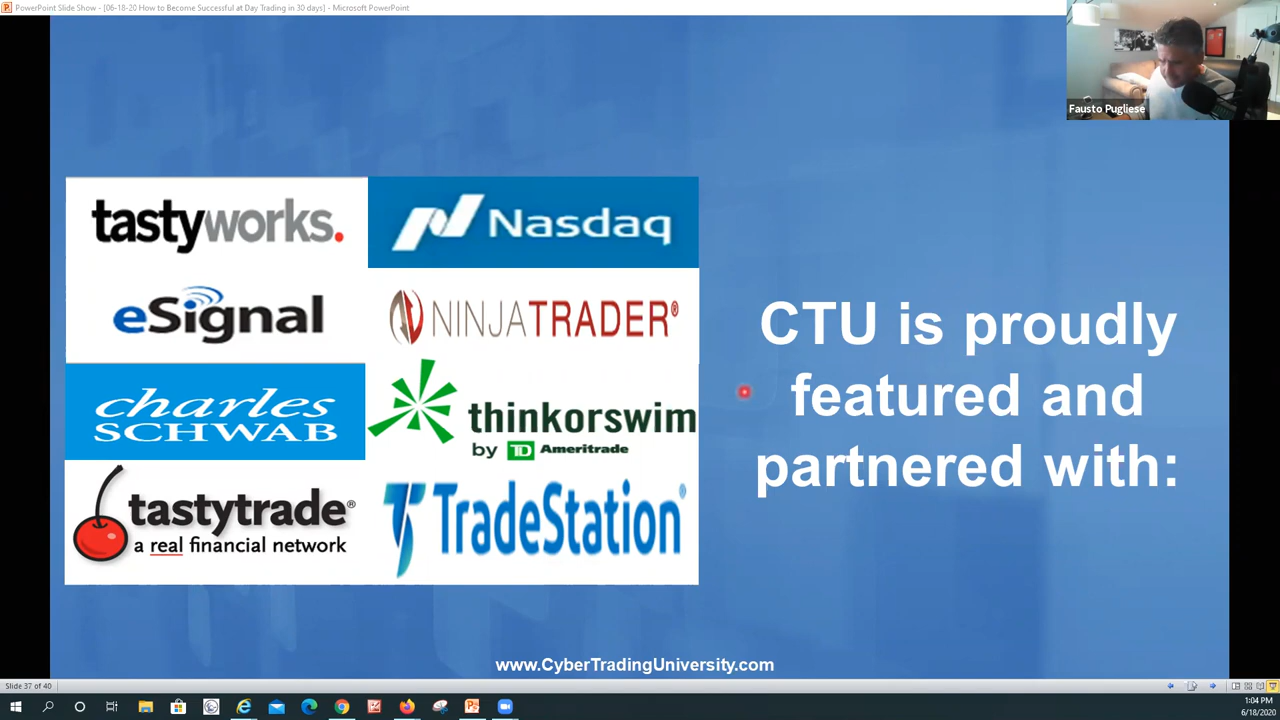 PowerPoint Slide Show - [06-18-20 How to Become Successful at Day Trading in 30 days] - Microsoft PowerPoint
Fausto Pugliese
tastyworks.
Nasdaq
eSignal
NINJATRADER®
charles
SCHWAB
thinkorswim
by TD Ameritrade
tastytrade®
a real financial network
TradeStation®
CTU is proudly
featured and
partnered with:
www.CyberTradingUniversity.com
Slide 37 of 40
1:04 PM
6/18/2020